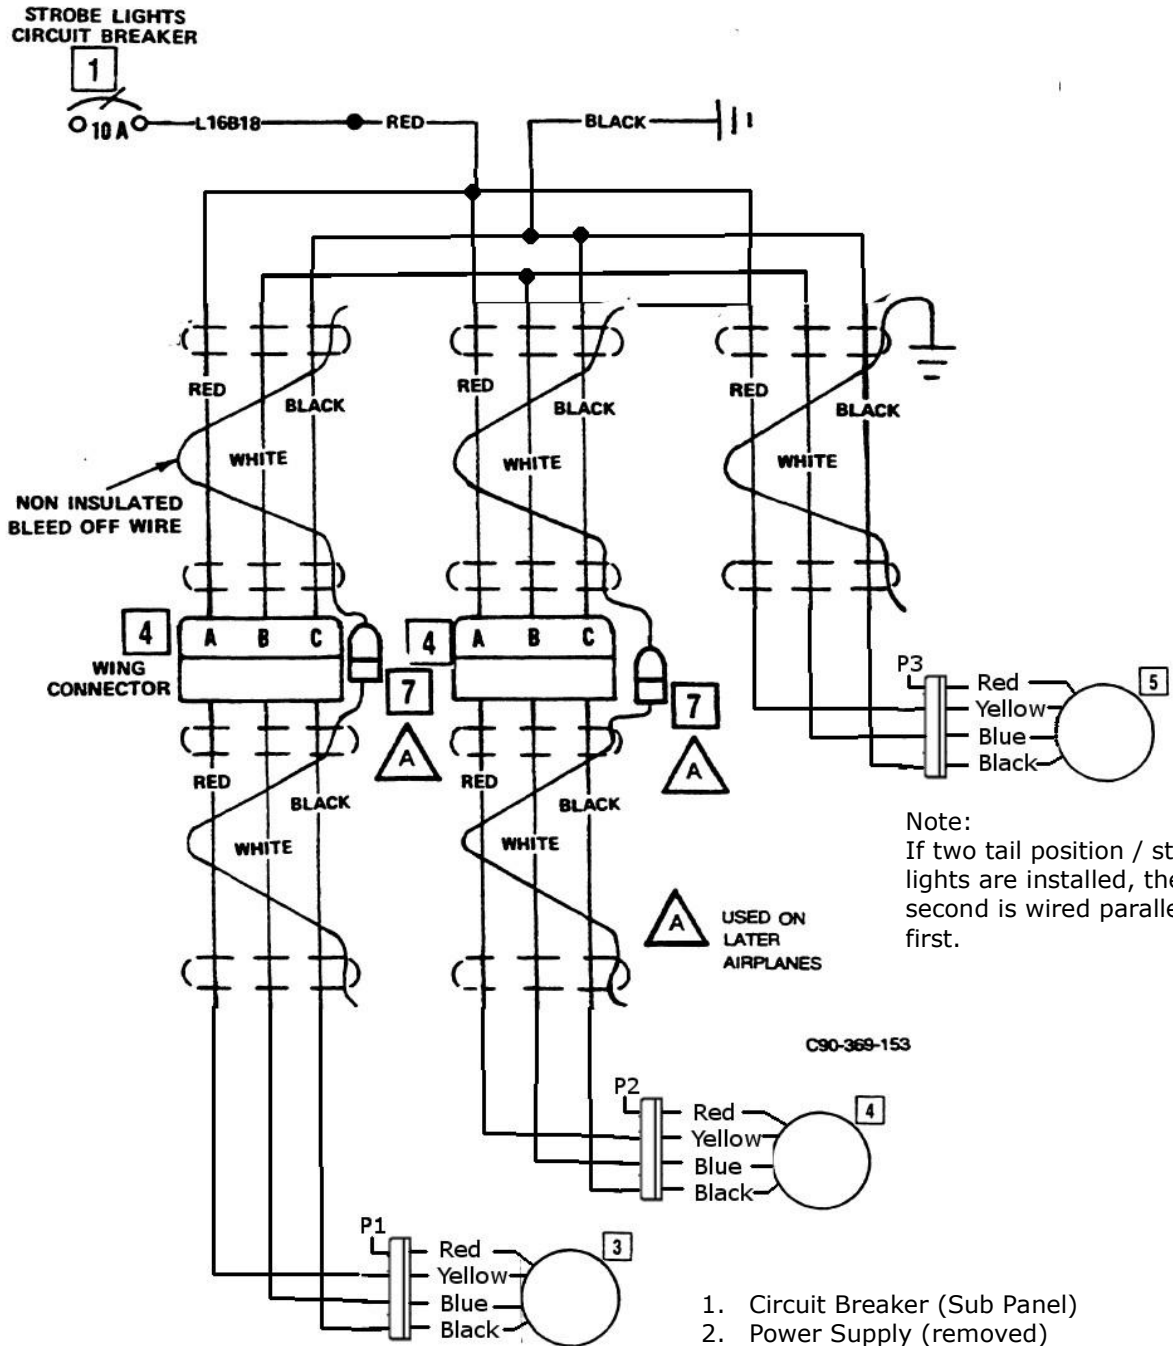 STROBE LIGHTS
CIRCUIT BREAKER
1
10 A
L16B18
RED
BLACK
RED
BLACK
WHITE
RED
BLACK
WHITE
RED
BLACK
WHITE
NON INSULATED
BLEED OFF WIRE
4
A B C
WING
CONNECTOR
7
A
4
A B C
7
A
RED
BLACK
WHITE
RED
BLACK
WHITE
P3
Red
Yellow
Blue
Black
5
Note:
If two tail position / st
lights are installed, the
second is wired paralle
first.
A
USED ON
LATER
AIRPLANES
C90-369-153
P2
Red
Yellow
Blue
Black
4
P1
Red
Yellow
Blue
Black
3
1. Circuit Breaker (Sub Panel)
2. Power Supply (removed)